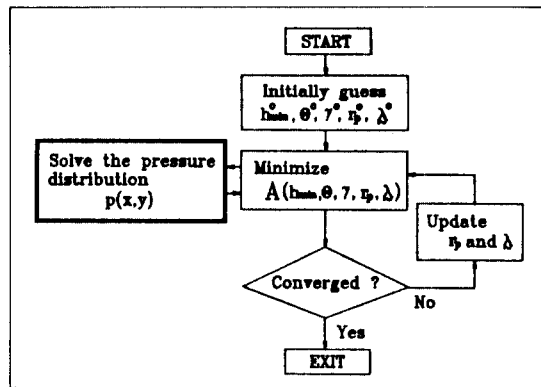 START
Initially guess
h°min, θ°, γ°, r°p, λ°
Solve the pressure
distribution
p(x,y)
Minimize
A(hmin, θ, γ, rp, λ)
Update
rp and λ
Converged ?
No
Yes
EXIT